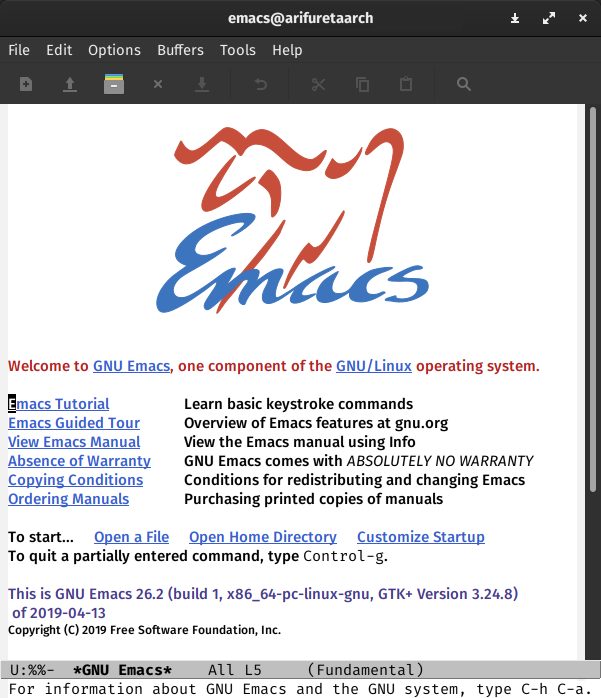 emacs@arifuretaarch
File Edit Options Buffers Tools Help
Emacs
Welcome to GNU Emacs, one component of the GNU/Linux operating system.
Emacs Tutorial Learn basic keystroke commands
Emacs Guided Tour Overview of Emacs features at gnu.org
View Emacs Manual View the Emacs manual using Info
Absence of Warranty GNU Emacs comes with ABSOLUTELY NO WARRANTY
Copying Conditions Conditions for redistributing and changing Emacs
Ordering Manuals Purchasing printed copies of manuals
To start... Open a File Open Home Directory Customize Startup
To quit a partially entered command, type Control-g.
This is GNU Emacs 26.2 (build 1, x86_64-pc-linux-gnu, GTK+ Version 3.24.8)
of 2019-04-13
Copyright (C) 2019 Free Software Foundation, Inc.
U:%%- *GNU Emacs* All L5 (Fundamental)
For information about GNU Emacs and the GNU system, type C-h C-a.